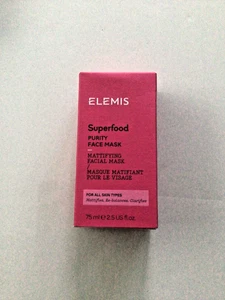 ELEMIS
Superfood
PURITY
FACE MASK
MATTIFYING
FACIAL MASK
/
MASQUE MATIFIANT
POUR LE VISAGE
FOR ALL SKIN TYPES
Mattifies, Re-balances, Clarifies
75 ml ℮ 2.5 US fl.oz.